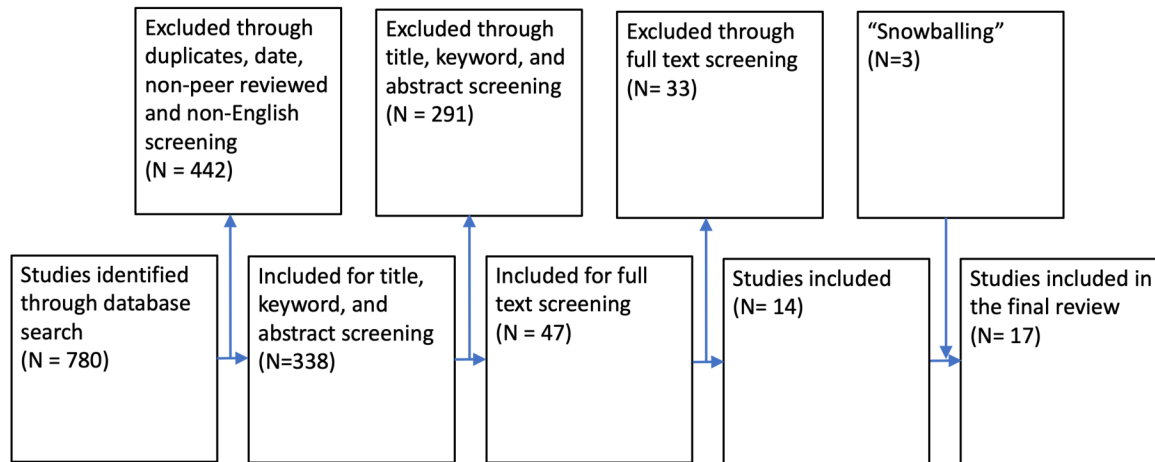 Excluded through
duplicates, date,
non-peer reviewed
and non-English
screening
(N = 442)
Excluded through
title, keyword, and
abstract screening
(N = 291)
Excluded through
full text screening
(N= 33)
“Snowballing”
(N=3)
Studies identified
through database
search
(N = 780)
Included for title,
keyword, and
abstract screening
(N=338)
Included for full
text screening
(N = 47)
Studies included
(N= 14)
Studies included in
the final review
(N= 17)